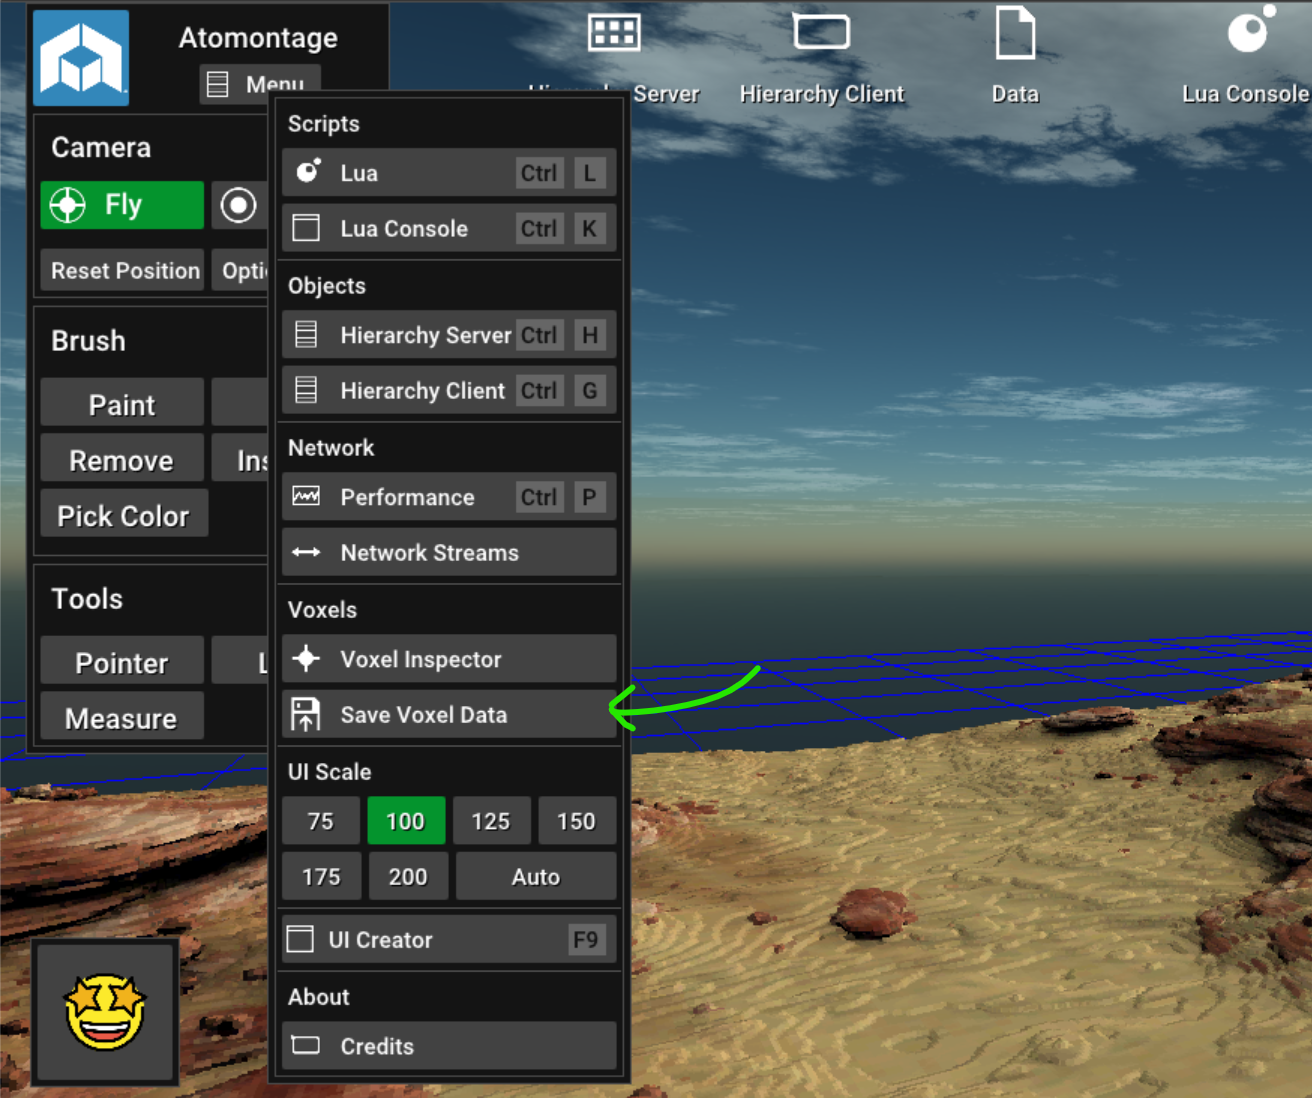 Atomontage
Menu
Server
Hierarchy Client
Data
Lua Console
Camera
Fly
Reset Position
Brush
Paint
Remove
Pick Color
Tools
Pointer
Measure
Scripts
Lua Ctrl L
Lua Console Ctrl K
Objects
Hierarchy Server Ctrl H
Hierarchy Client Ctrl G
Network
Performance Ctrl P
Network Streams
Voxels
Voxel Inspector
Save Voxel Data
UI Scale
75 100 125 150
175 200 Auto
UI Creator F9
About
Credits